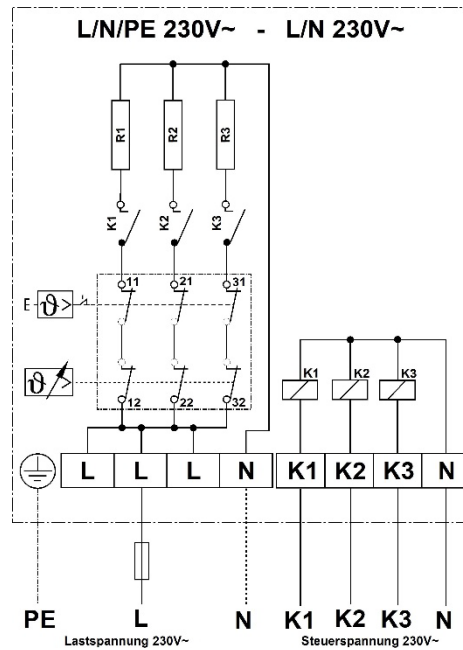 L/N/PE 230V~ - L/N 230V~
R1 R2 R3
K1 K2 K3
11 21 31
E ϑ >
ϑ >
K1 K2 K3
12 22 32
L L L N K1 K2 K3 N
PE L N K1 K2 K3 N
Lastspannung 230V~ Steuerspannung 230V~